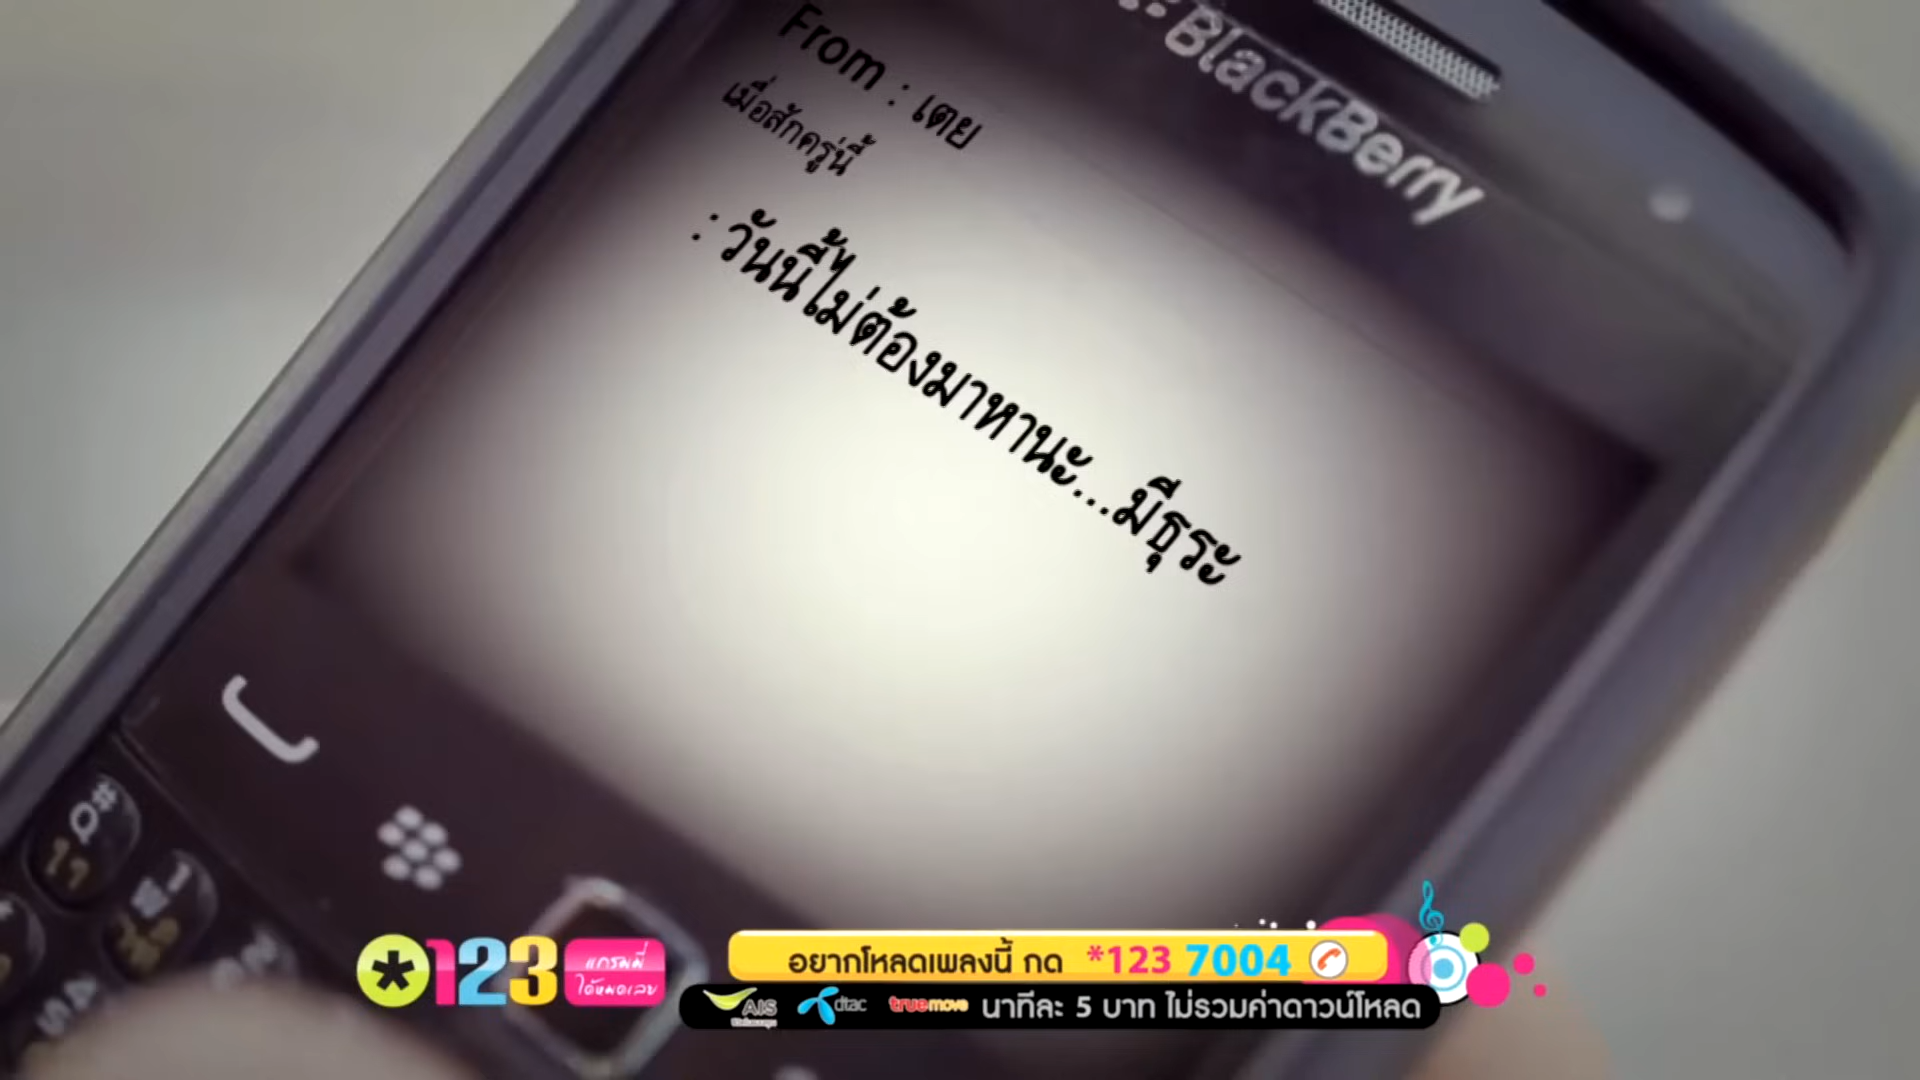 BlackBerry
From : เตย
เมื่อสักครู่นี้
: วันนี้ไม่ต้องมาหานะ...มีธุระ
Q#
*123
แกรมมี่
ได้หมดเลย
อยากโหลดเพลงนี้ กด *123 7004
AIS dtac truemove นาทีละ 5 บาท ไม่รวมค่าดาวน์โหลด